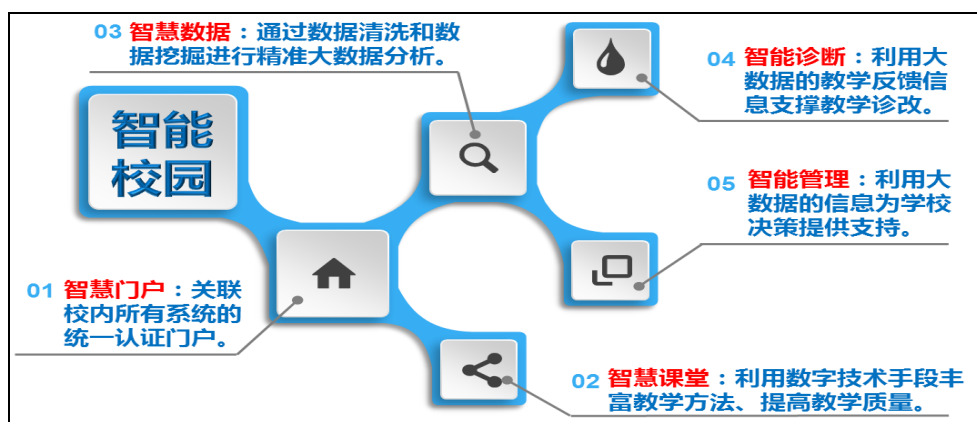 03 智慧数据：通过数据清洗和数
据挖掘进行精准大数据分析。
智能
校园
04 智能诊断：利用大
数据的教学反馈信
息支撑教学诊改。
05 智能管理：利用大
数据的信息为学校
决策提供支持。
01 智慧门户：关联
校内所有系统的
统一认证门户。
02 智慧课堂：利用数字技术手段丰
富教学方法、提高教学质量。